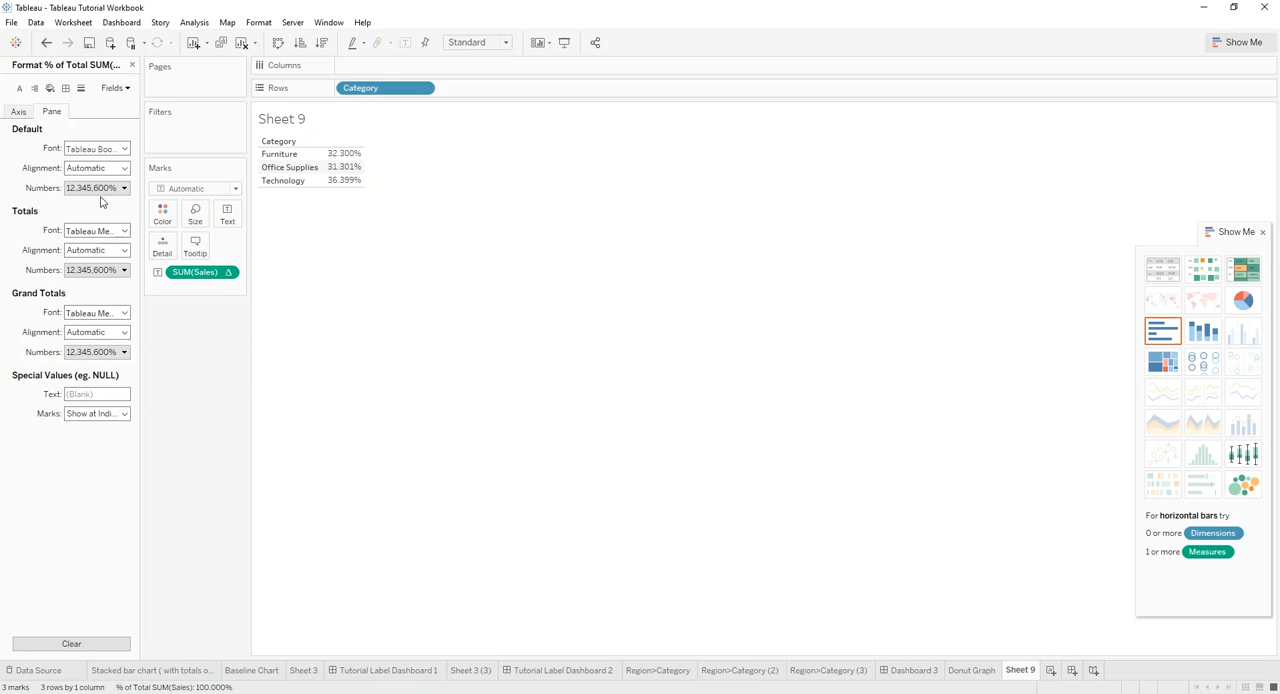 Tableau - Tableau Tutorial Workbook
File Data Worksheet Dashboard Story Analysis Map Format Server Window Help
Standard
Show Me
Format % of Total SUM(...
Fields
Axis Pane
Default
Font: Tableau Boo...
Alignment: Automatic
Numbers: 12,345.600%
Totals
Font: Tableau Me...
Alignment: Automatic
Numbers: 12,345.600%
Grand Totals
Font: Tableau Me...
Alignment: Automatic
Numbers: 12,345.600%
Special Values (eg. NULL)
Text: (Blank)
Marks: Show at Indi...
Clear
Pages
Filters
Marks
Automatic
Color Size Text
Detail Tooltip
SUM(Sales)
Columns
Rows Category
Sheet 9
Category
Furniture 32.300%
Office Supplies 31.301%
Technology 36.399%
Show Me
For horizontal bars try
0 or more Dimensions
1 or more Measures
Data Source Stacked bar chart ( with totals o... Baseline Chart Sheet 3 Tutorial Label Dashboard 1 Sheet 3 (3) Tutorial Label Dashboard 2 Region>Category Region>Category (2) Region>Category (3) Dashboard 3 Donut Graph Sheet 9
3 marks 3 rows by 1 column % of Total SUM(Sales): 100.000%